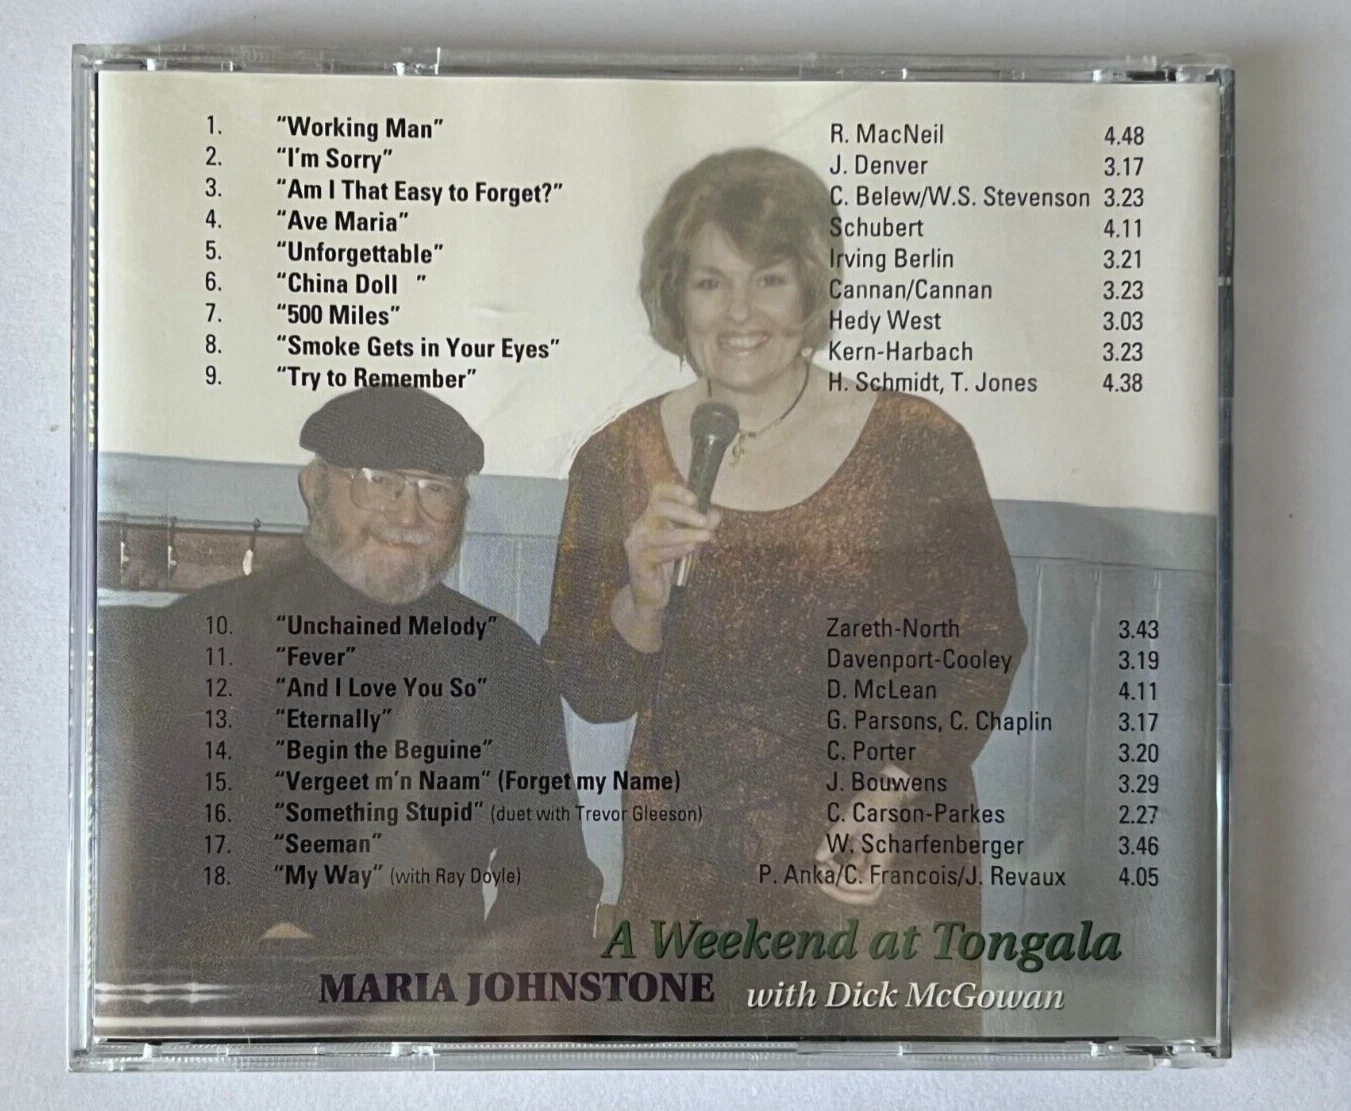 1. “Working Man” R. MacNeil 4.48
2. “I'm Sorry” J. Denver 3.17
3. “Am I That Easy to Forget?” C. Belew/W.S. Stevenson 3.23
4. “Ave Maria” Schubert 4.11
5. “Unforgettable” Irving Berlin 3.21
6. “China Doll ” Cannan/Cannan 3.23
7. “500 Miles” Hedy West 3.03
8. “Smoke Gets in Your Eyes” Kern-Harbach 3.23
9. “Try to Remember” H. Schmidt, T. Jones 4.38
10. “Unchained Melody” Zareth-North 3.43
11. “Fever” Davenport-Cooley 3.19
12. “And I Love You So” D. McLean 4.11
13. “Eternally” G. Parsons, C. Chaplin 3.17
14. “Begin the Beguine” C. Porter 3.20
15. “Vergeet m'n Naam” (Forget my Name) J. Bouwens 3.29
16. “Something Stupid” (duet with Trevor Gleeson) C. Carson-Parkes 2.27
17. “Seeman” W. Scharfenberger 3.46
18. “My Way” (with Ray Doyle) P. Anka/C. Francois/J. Revaux 4.05
A Weekend at Tongala
MARIA JOHNSTONE with Dick McGowan